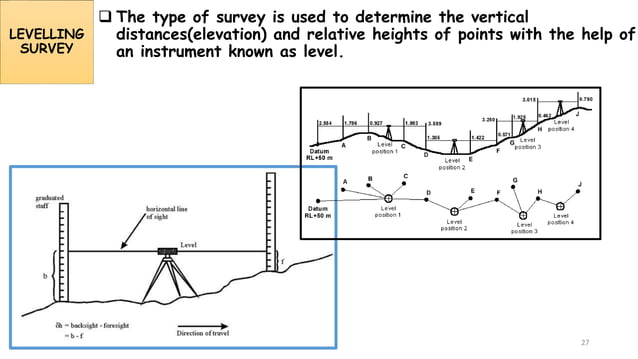 LEVELLING
SURVEY
❑ The type of survey is used to determine the vertical
distances(elevation) and relative heights of points with the help of
an instrument known as level.
3.015
0.780
2.554
1.786
0.927
1.983
3.589
3.250
1.925
0.462
J
A
B
Level
position 1
C
1.305
D
1.422
0.571
F
G
H
Level
position 4
Level
position 3
Datum
RL+50 m
Level
position 2
E
A
B
C
D
E
F
G
H
J
Datum
RL+50 m
Level
position 1
Level
position 2
Level
position 3
Level
position 4
graduated
staff
horizontal line
of sight
Level
b
f
δh = backsight - foresight
= b - f
Direction of travel
27